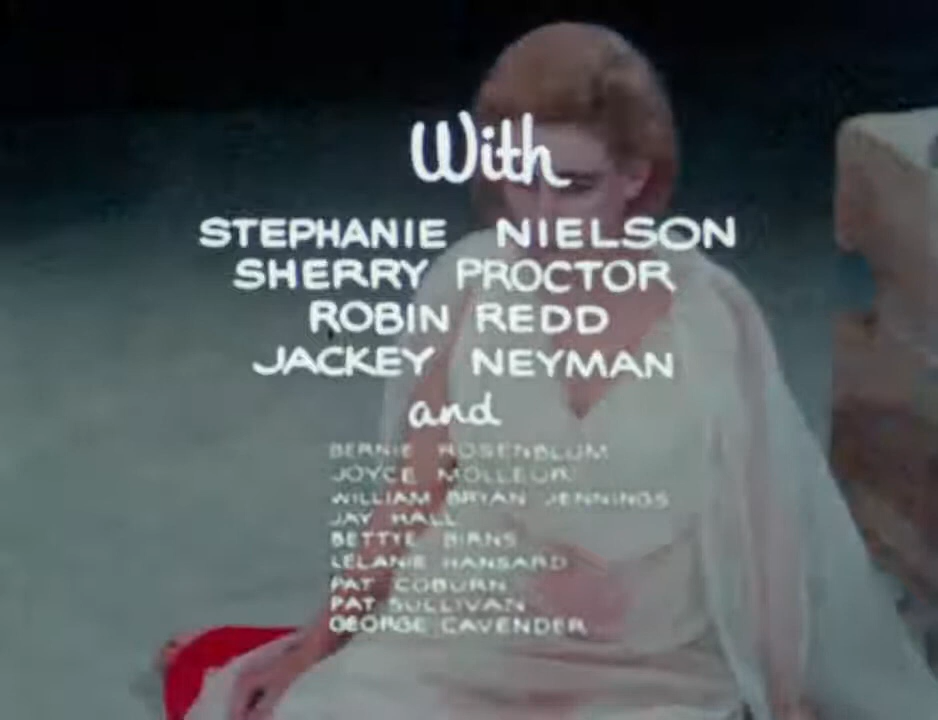 With
STEPHANIE NIELSON
SHERRY PROCTOR
ROBIN REDD
JACKEY NEYMAN
and
BERNIE ROSENBLUM
JOYCE MOLLEUR
WILLIAM BRYAN JENNINGS
JAY HALL
BETTYE BIRNS
LELANIE HANSARD
PAT COBURN
PAT SULLIVAN
GEORGE CAVENDER